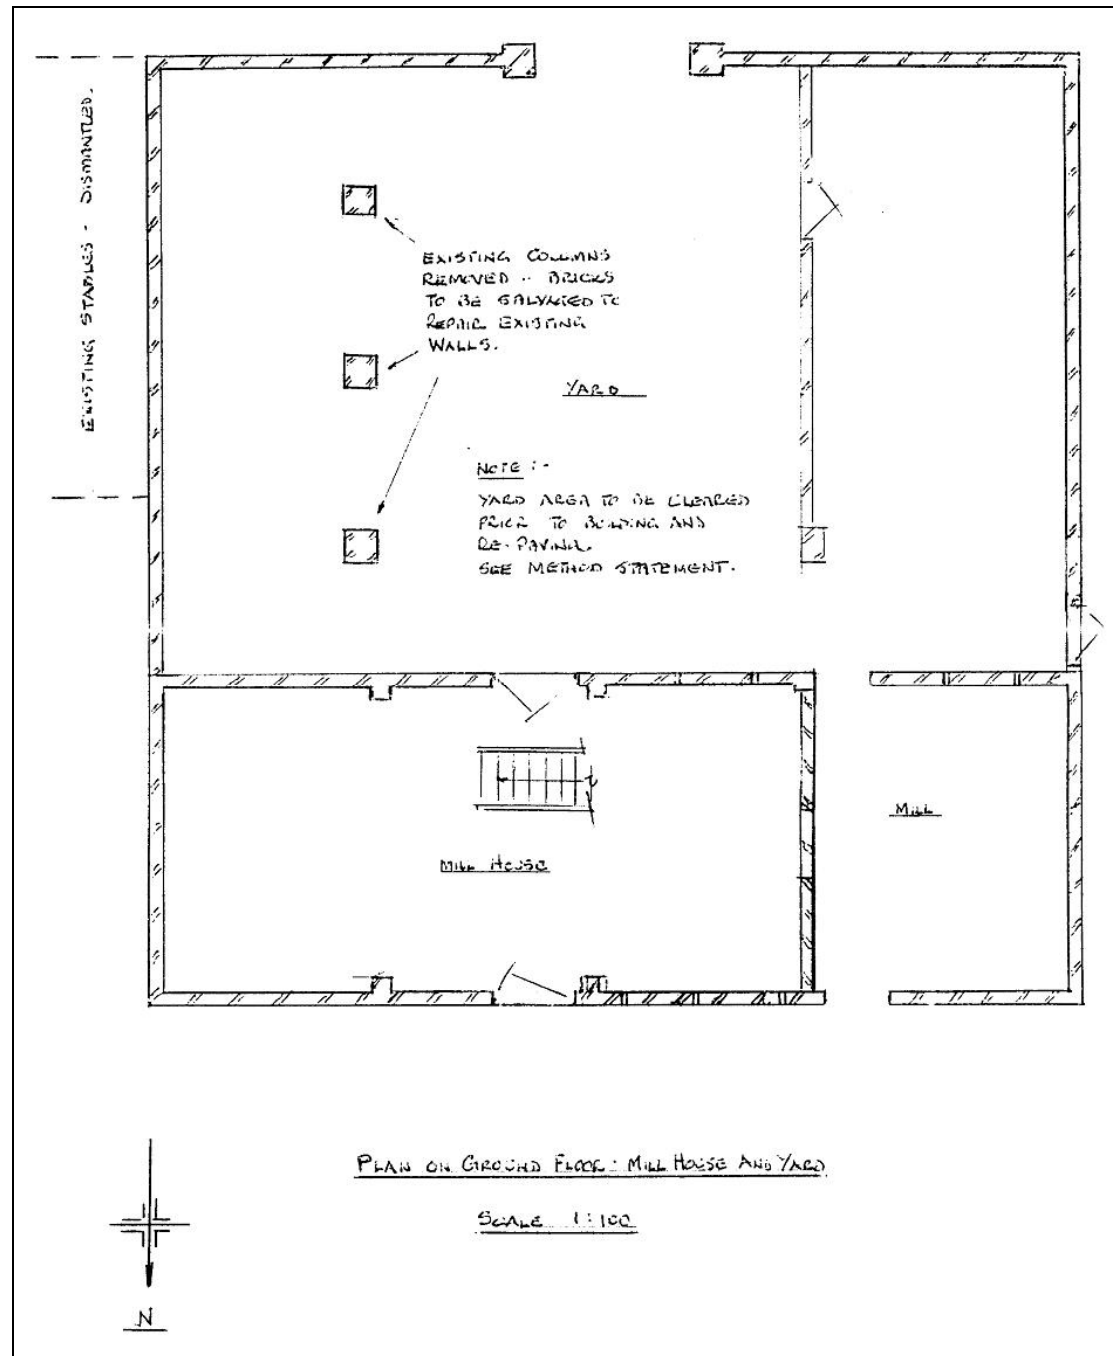 EXISTING STABLES - DISMANTLED.
EXISTING COLUMNS
REMOVED - BRICKS
TO BE SALVAGED TO
REPAIR EXISTING
WALLS.
YARD
NOTE :-
YARD AREA TO BE CLEARED
PRIOR TO BUILDING AND
RE-PAVING.
SEE METHOD STATEMENT.
MILL
MILL HOUSE
PLAN ON GROUND FLOOR : MILL HOUSE AND YARD
SCALE 1:100
N